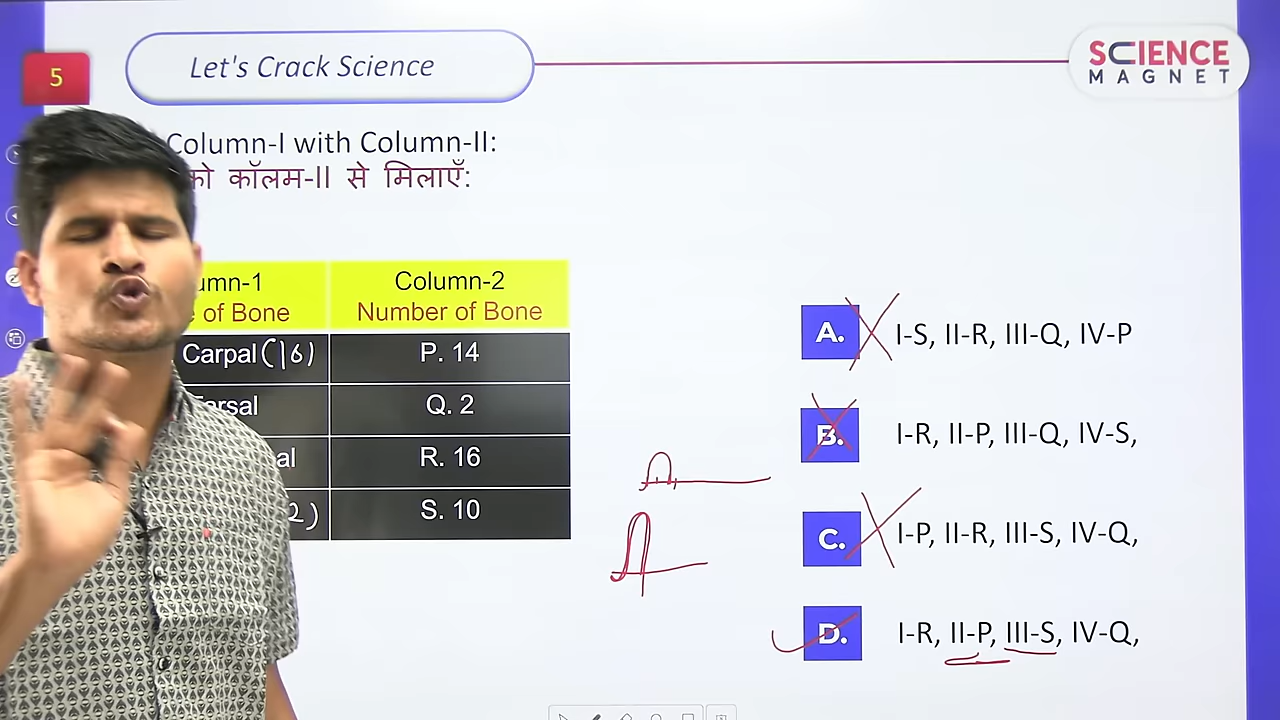 5
Let's Crack Science
SCIENCE
MAGNET
Column-I with Column-II:
को कॉलम-II से मिलाएँ:
Column-2
of Bone
Number of Bone
Carpal (16)
P. 14
Q. 2
R. 16
2)
S. 10
A. I-S, II-R, III-Q, IV-P
B. I-R, II-P, III-Q, IV-S,
C. I-P, II-R, III-S, IV-Q,
D. I-R, II-P, III-S, IV-Q,